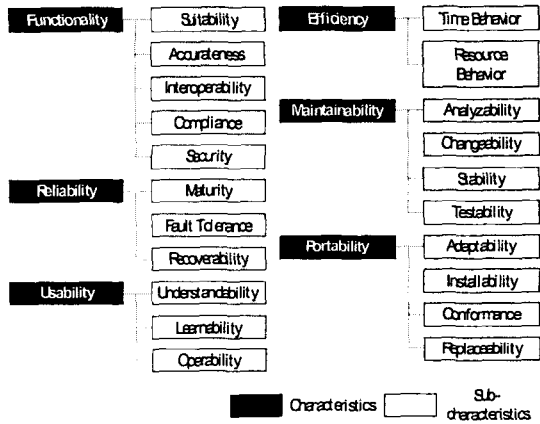 Functionality
Suitability
Accurateness
Interoperability
Compliance
Security
Reliability
Maturity
Fault Tolerance
Recoverability
Usability
Understandability
Learnability
Operability
Efficiency
Time Behavior
Resource
Behavior
Maintainability
Analyzability
Changeability
Stability
Testability
Portability
Adaptability
Installability
Conformance
Replaceability
Characteristics
Sub-
characteristics